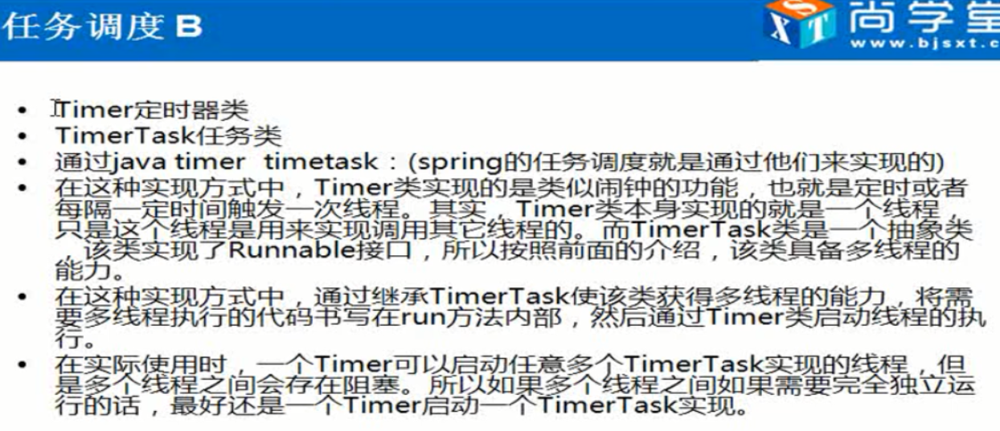 任务调度 B
SXT
尚学堂
www.bjsxt.c
• Timer定时器类
• TimerTask任务类
• 通过java timer timetask：(spring的任务调度就是通过他们来实现的)
• 在这种实现方式中，Timer类实现的是类似闹钟的功能，也就是定时或者
每隔一定时间触发一次线程。其实，Timer类本身实现的就是一个线程，
只是这个线程是用来实现调用其它线程的。而TimerTask类是一个抽象类
，该类实现了Runnable接口，所以按照前面的介绍，该类具备多线程的
能力。
• 在这种实现方式中，通过继承TimerTask使该类获得多线程的能力，将需
要多线程执行的代码书写在run方法内部，然后通过Timer类启动线程的执
行。
• 在实际使用时，一个Timer可以启动任意多个TimerTask实现的线程，但
是多个线程之间会存在阻塞。所以如果多个线程之间如果需要完全独立运
行的话，最好还是一个Timer启动一个TimerTask实现。